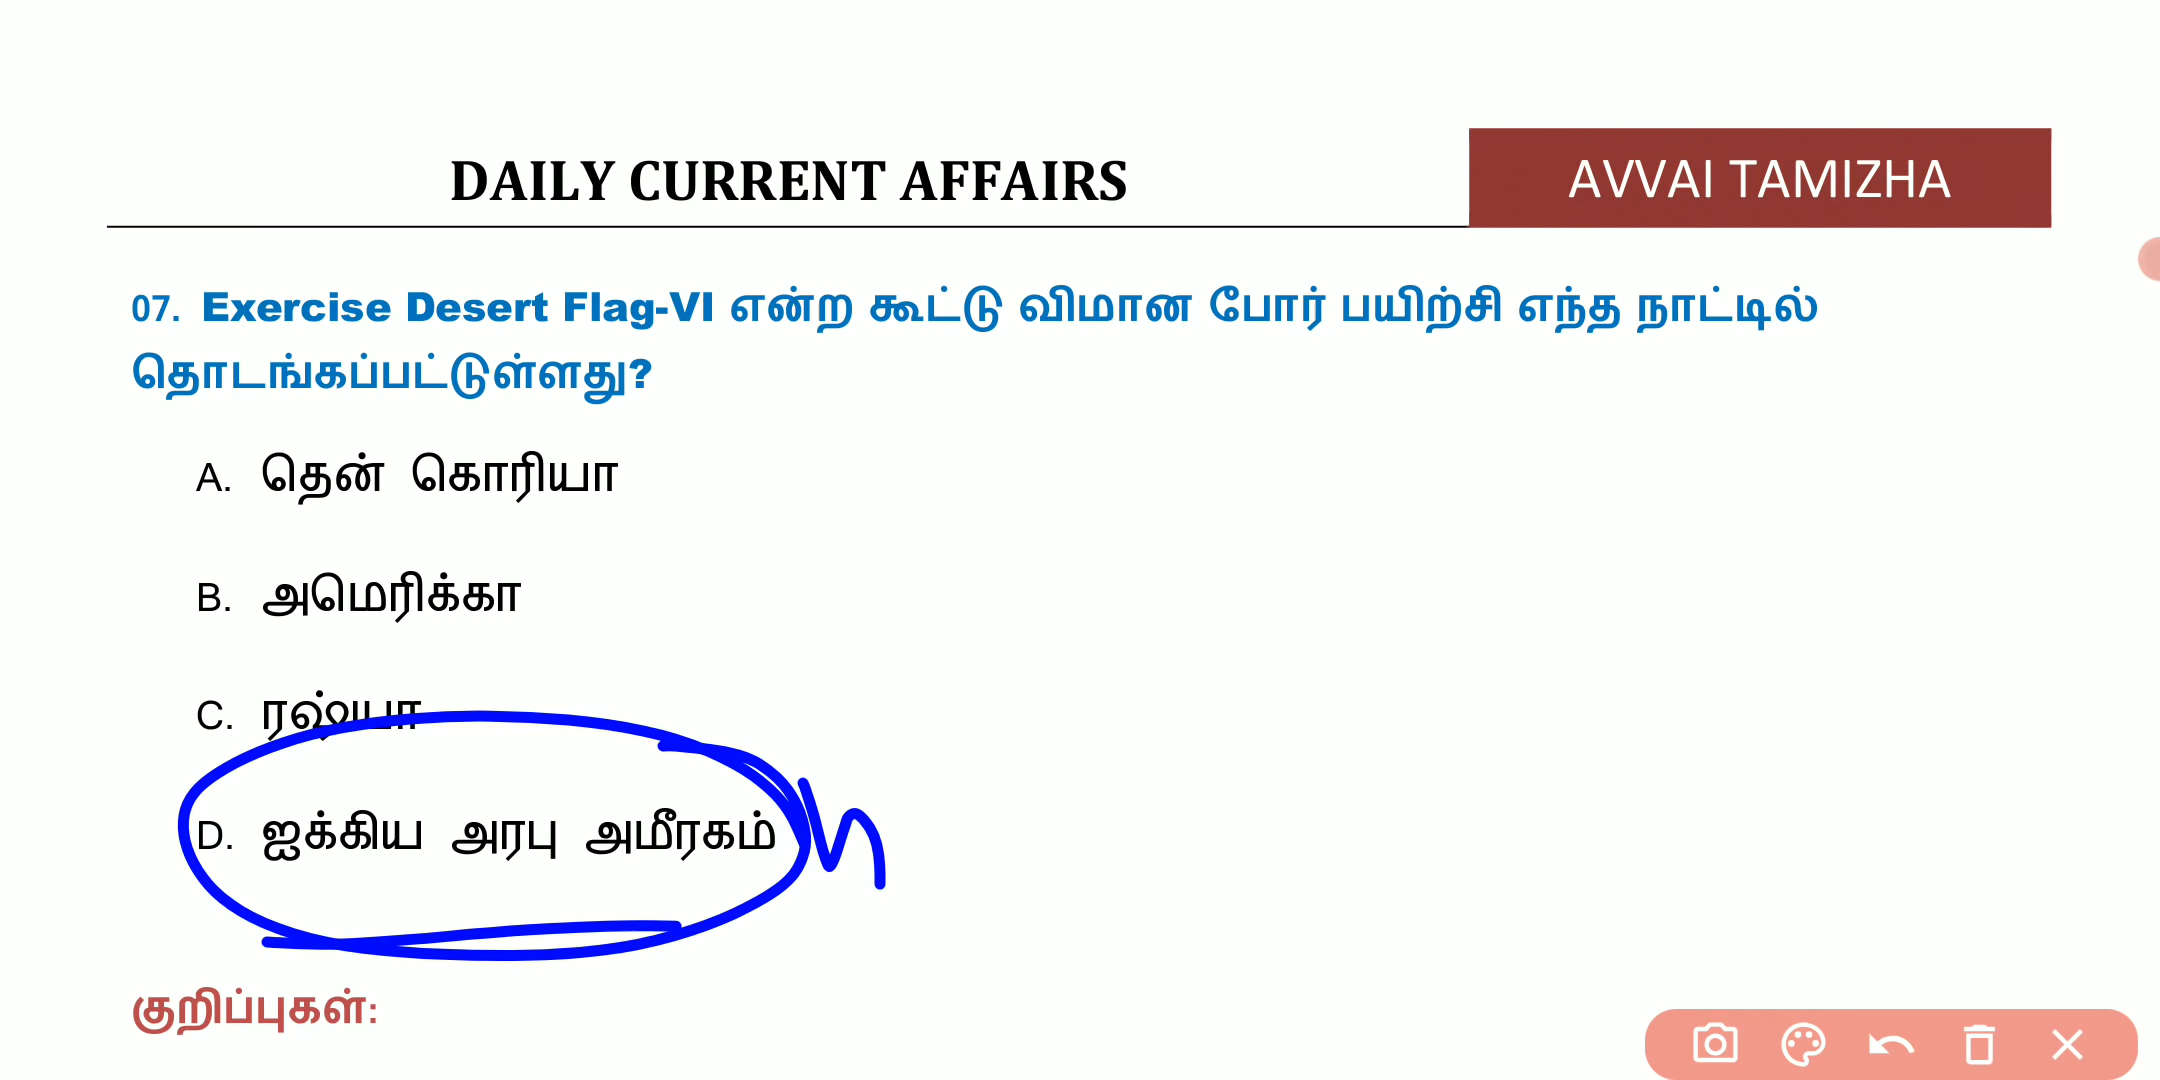 DAILY CURRENT AFFAIRS
AVVAI TAMIZHA
07. Exercise Desert Flag-VI என்ற கூட்டு விமான போர் பயிற்சி எந்த நாட்டில்
தொடங்கப்பட்டுள்ளது?
A. தென் கொரியா
B. அமெரிக்கா
C. ரஷ்யா
D. ஐக்கிய அரபு அமீரகம்
குறிப்புகள்: